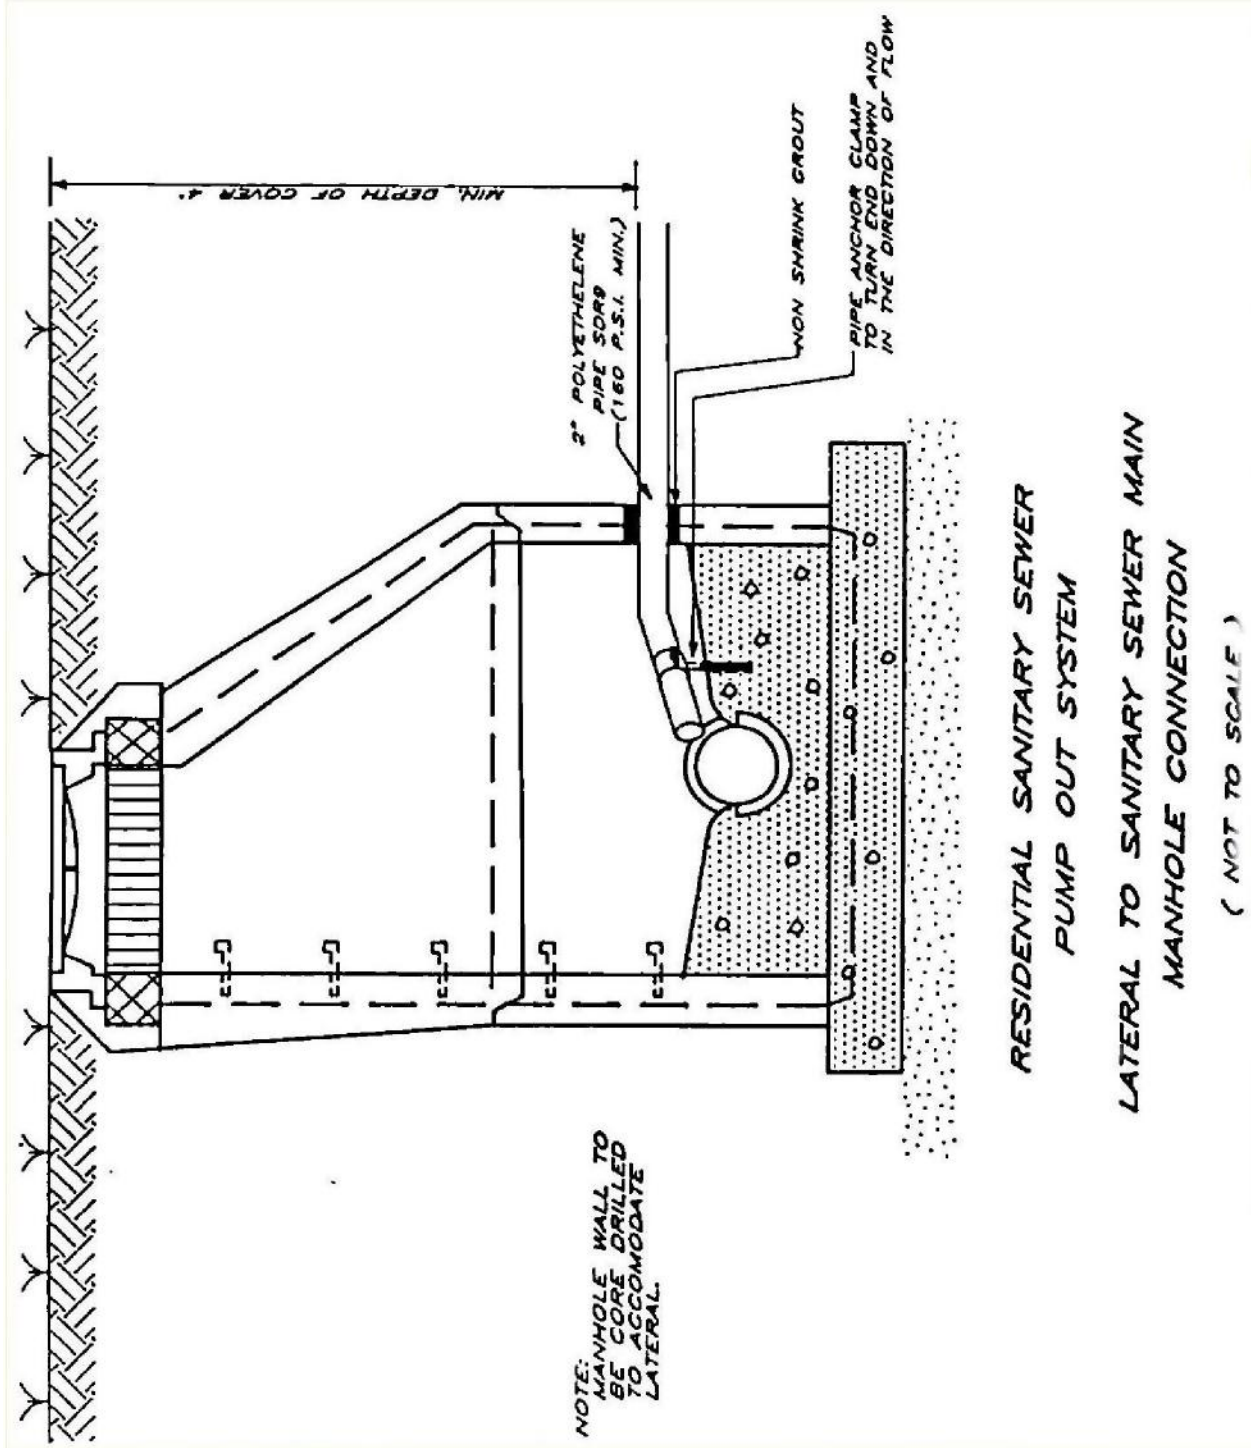 MIN. DEPTH OF COVER 4'
2" POLYETHELENE
PIPE SDR9
(160 P.S.I. MIN.)
NON SHRINK GROUT
PIPE ANCHOR CLAMP
TO TURN END DOWN AND
IN THE DIRECTION OF FLOW
NOTE:
MANHOLE WALL TO
BE CORE DRILLED
TO ACCOMODATE
LATERAL.
RESIDENTIAL SANITARY SEWER
PUMP OUT SYSTEM
LATERAL TO SANITARY SEWER MAIN
MANHOLE CONNECTION
( NOT TO SCALE )